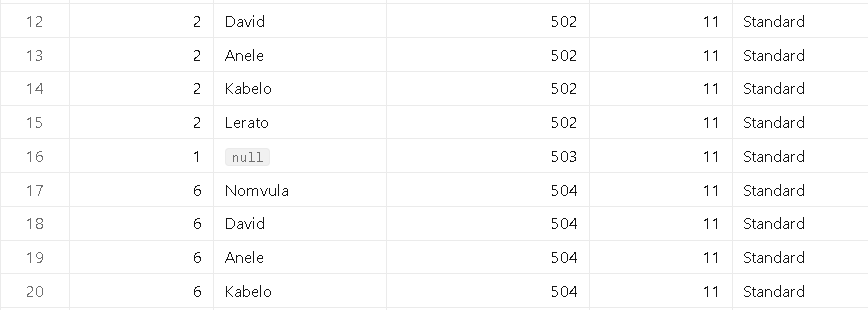 12 2 David 502 11 Standard
13 2 Anele 502 11 Standard
14 2 Kabelo 502 11 Standard
15 2 Lerato 502 11 Standard
16 1 null 503 11 Standard
17 6 Nomvula 504 11 Standard
18 6 David 504 11 Standard
19 6 Anele 504 11 Standard
20 6 Kabelo 504 11 Standard